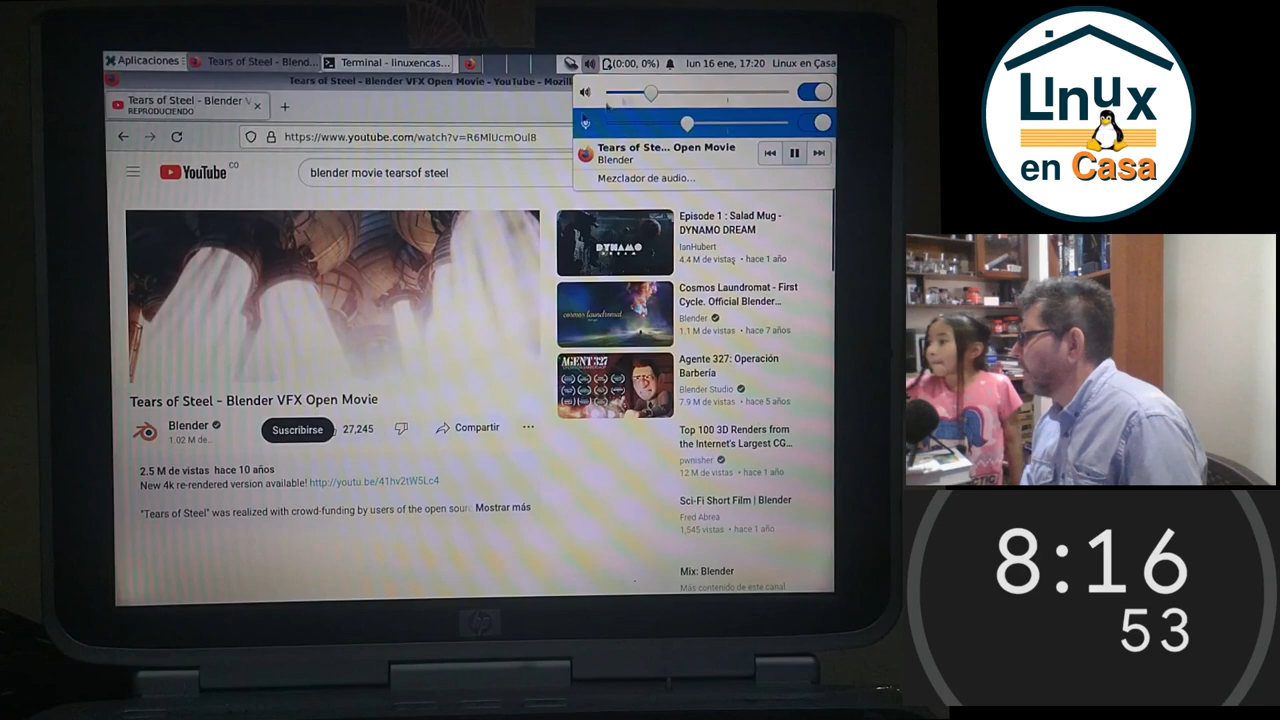 Aplicaciones
Tears of Steel - Blend...
Terminal - linuxencas...
(0:00, 0%)
lun 16 ene, 17:20
Linux en Casa
Tears of Steel - Blender VFX Open Movie - YouTube - Mozil
Tears of Steel - Blender V
REPRODUCIENDO
https://www.youtube.com/watch?v=R6MlUcmOul8
Tears of Ste... Open Movie
Blender
Mezclador de audio...
YouTube CO
blender movie tearsof steel
Episode 1 : Salad Mug -
DYNAMO DREAM
IanHubert
4.4 M de vistas • hace 1 año
DYNAMO
DREAM
Cosmos Laundromat - First
Cycle. Official Blender...
Blender
1.1 M de vistas • hace 7 años
cosmos laundromat
Agente 327: Operación
Barbería
Blender Studio
7.9 M de vistas • hace 5 años
AGENT 327
Top 100 3D Renders from
the Internet's Largest CG...
pwnisher
12 M de vistas • hace 1 año
Sci-Fi Short Film | Blender
Fred Abrea
1,545 vistas • hace 1 año
Mix: Blender
Más contenido de este canal
Tears of Steel - Blender VFX Open Movie
Blender
1.02 M de...
Suscribirse
27,245
Compartir
2.5 M de vistas hace 10 años
New 4k re-rendered version available! http://youtu.be/41hv2tW5Lc4
"Tears of Steel" was realized with crowd-funding by users of the open sourc Mostrar más
hp
Linux
en Casa
8:16
53